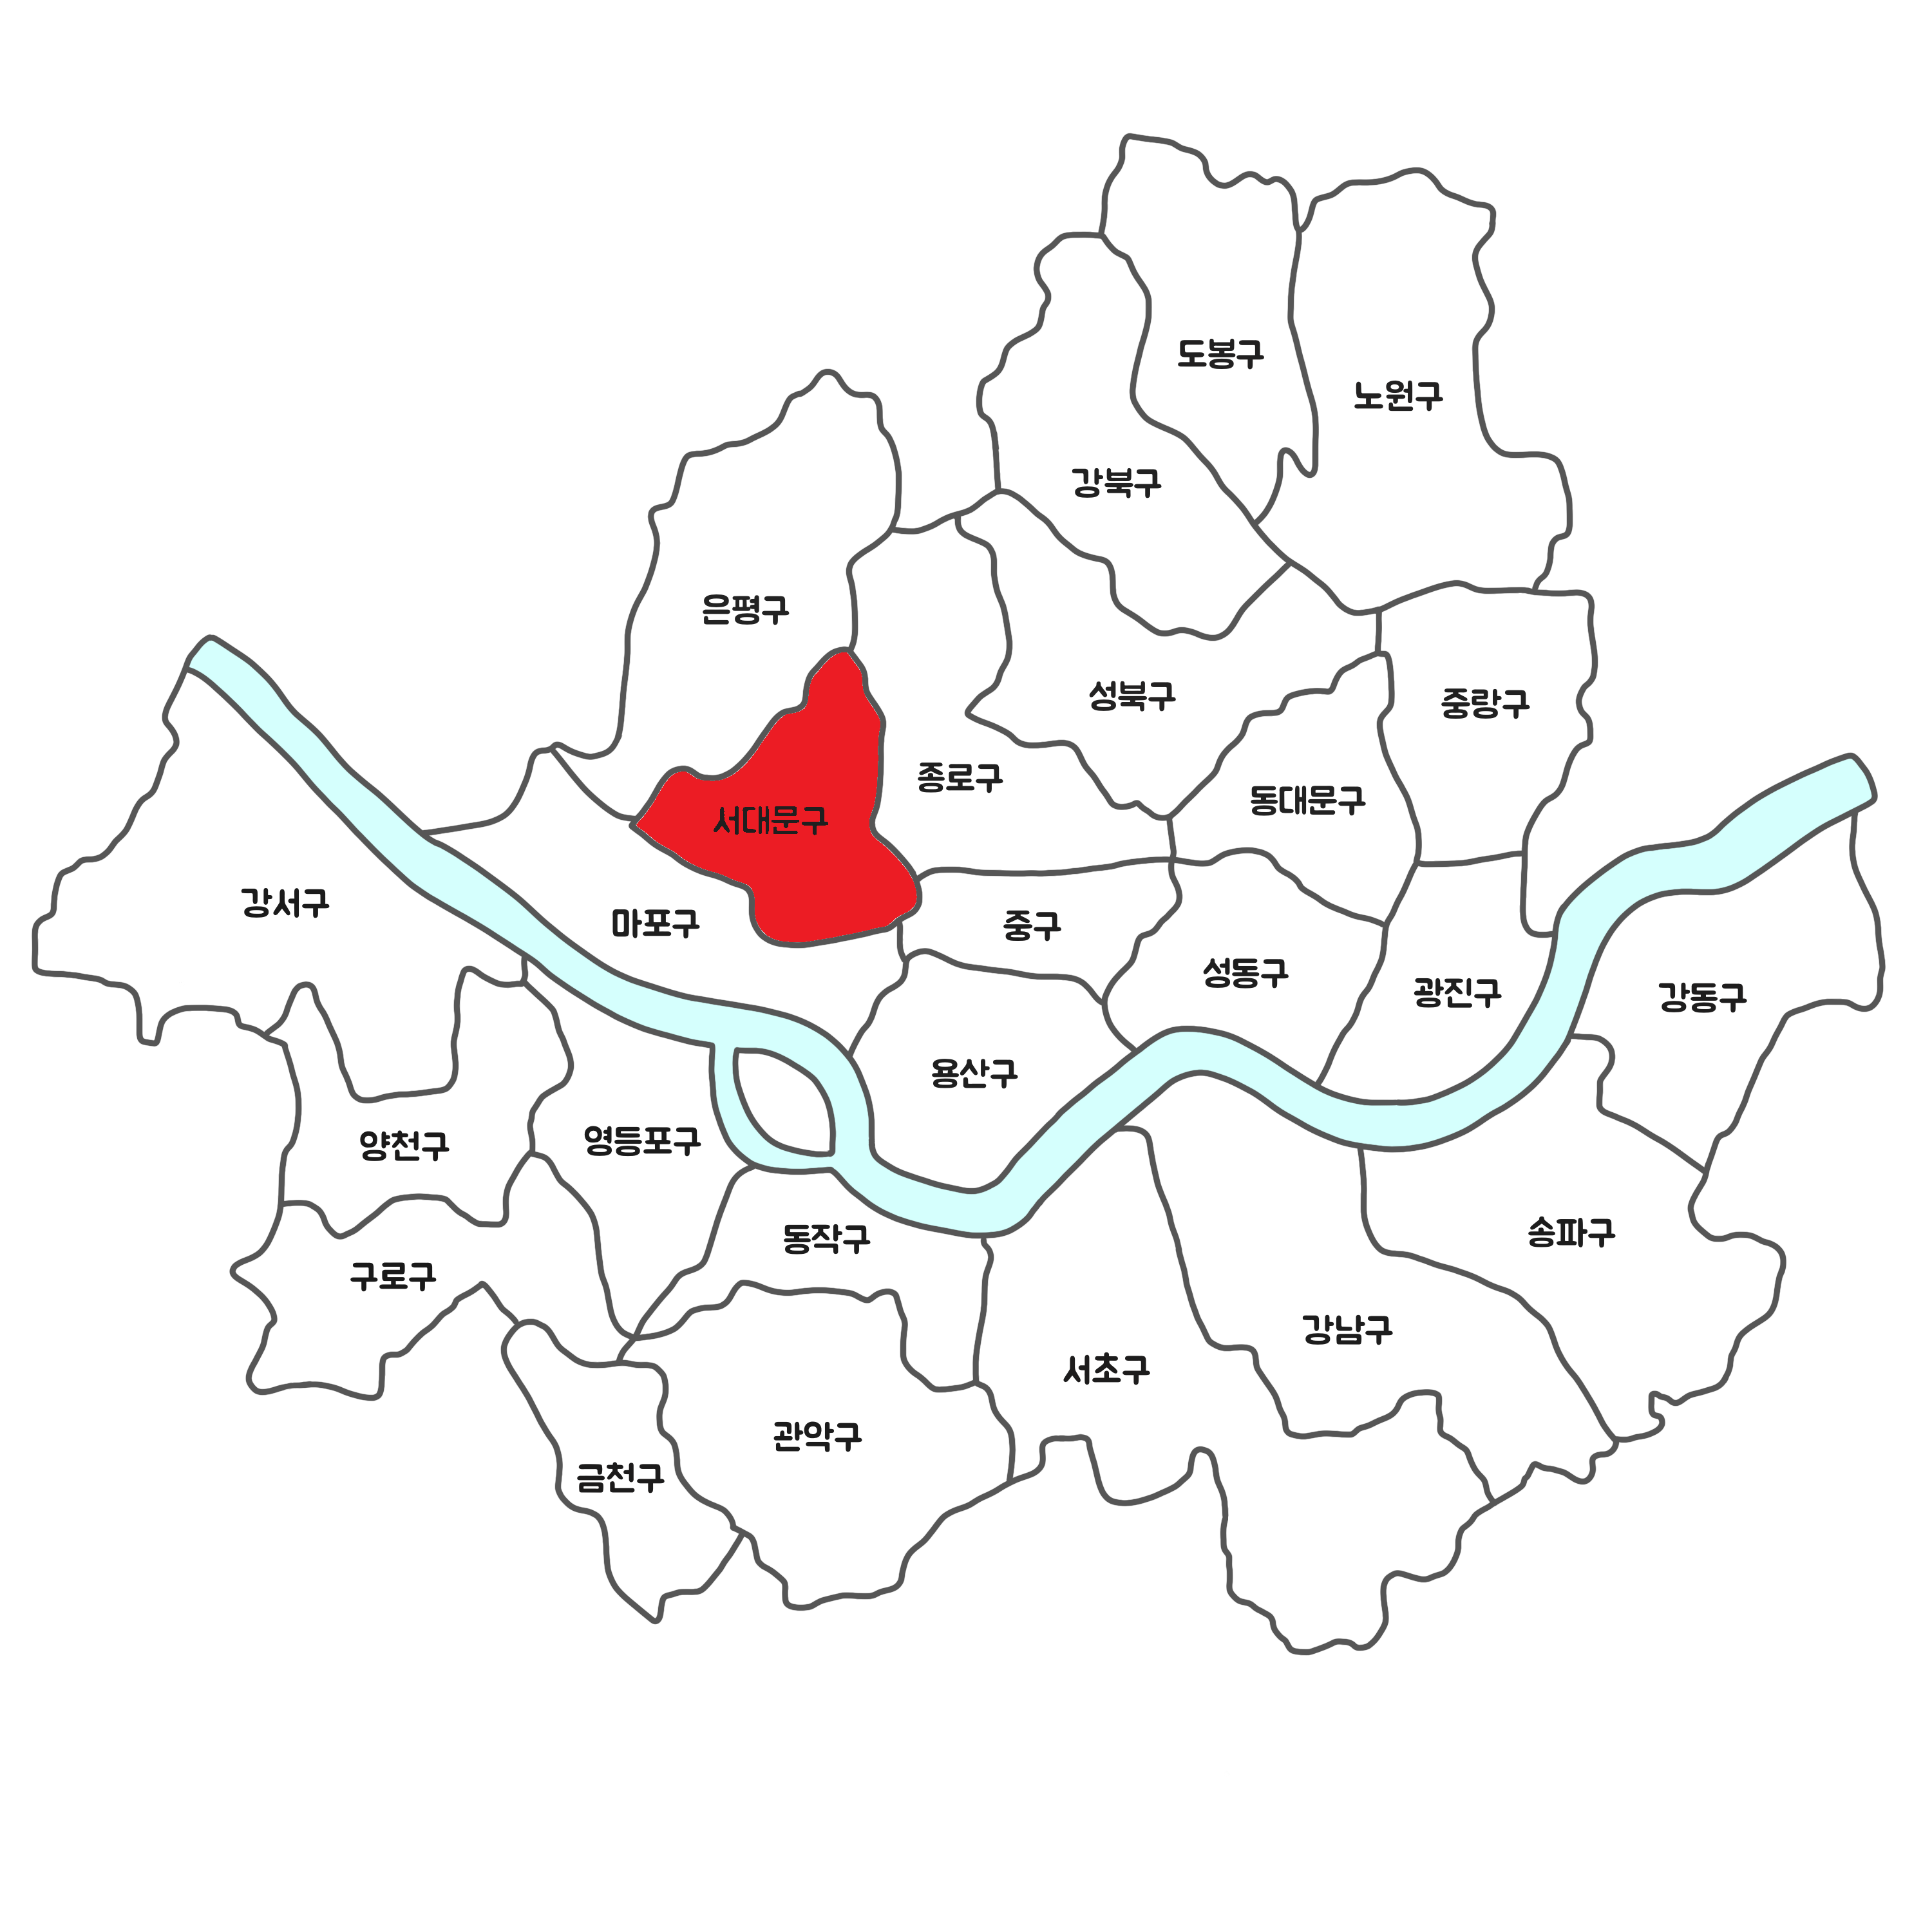 도봉구
노원구
강북구
은평구
성북구
중랑구
종로구
동대문구
서대문구
강서구
마포구
중구
성동구
광진구
강동구
용산구
양천구
영등포구
동작구
송파구
구로구
강남구
서초구
관악구
금천구